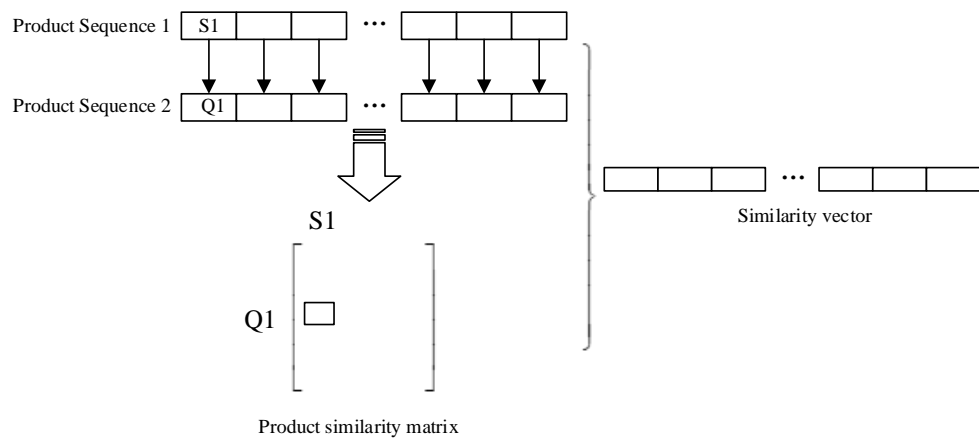 Product Sequence 1 S1 ...
Product Sequence 2 Q1 ...
...
Similarity vector
S1
Q1
Product similarity matrix